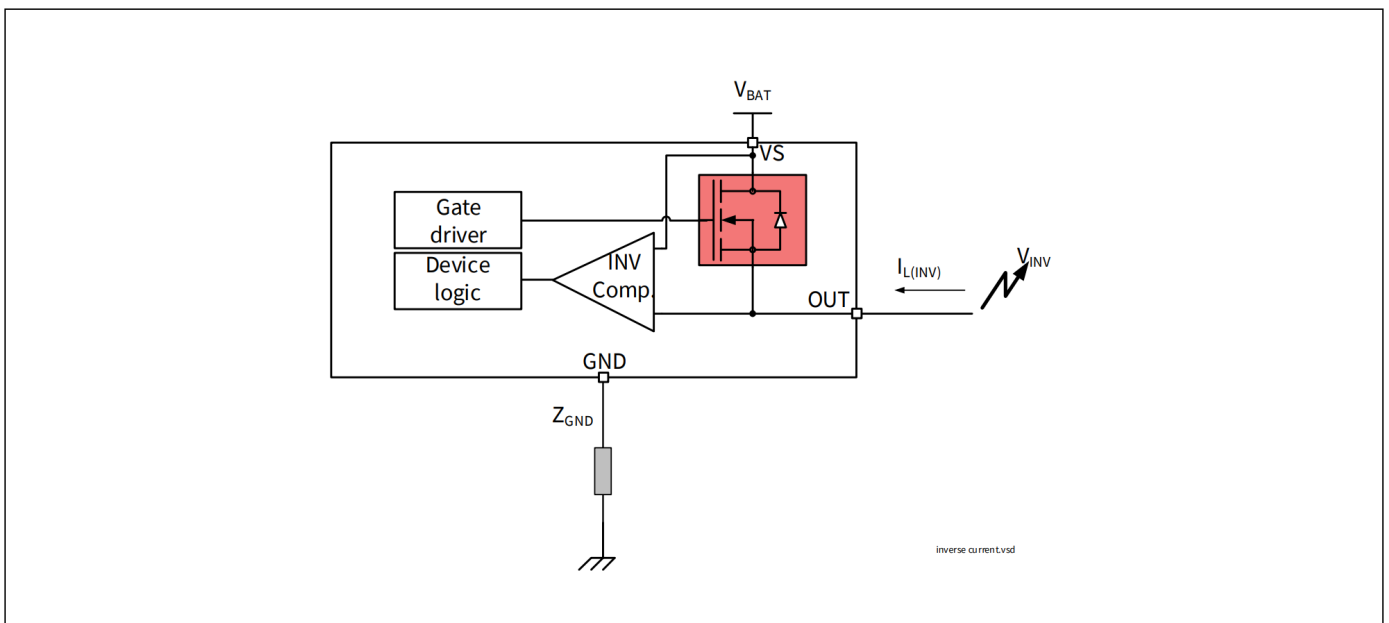 VBAT
VS
Gate
driver
Device
logic
INV
Comp.
OUT
IL(INV)
VINV
GND
ZGND
inverse current.vsd